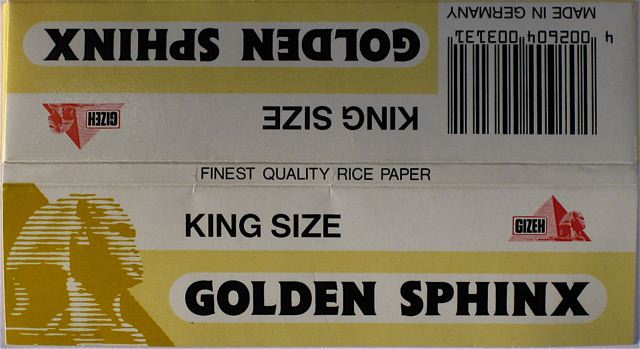 MADE IN GERMANY
4 002604 003131
GOLDEN SPHINX
KING SIZE
GIZEH
FINEST QUALITY RICE PAPER
KING SIZE
GIZEH
GOLDEN SPHINX